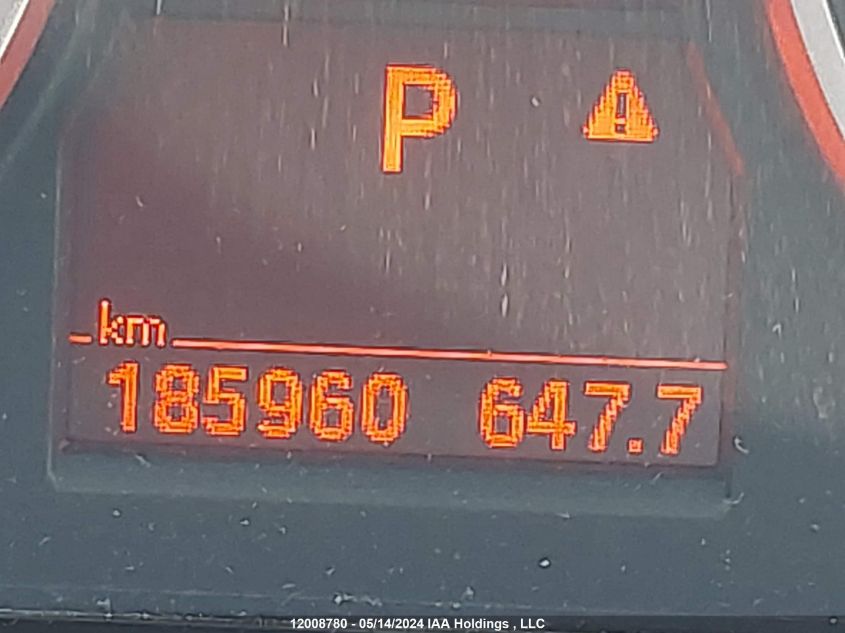 P !
km
185960 647.7
12008780 - 05/14/2024 IAA Holdings , LLC